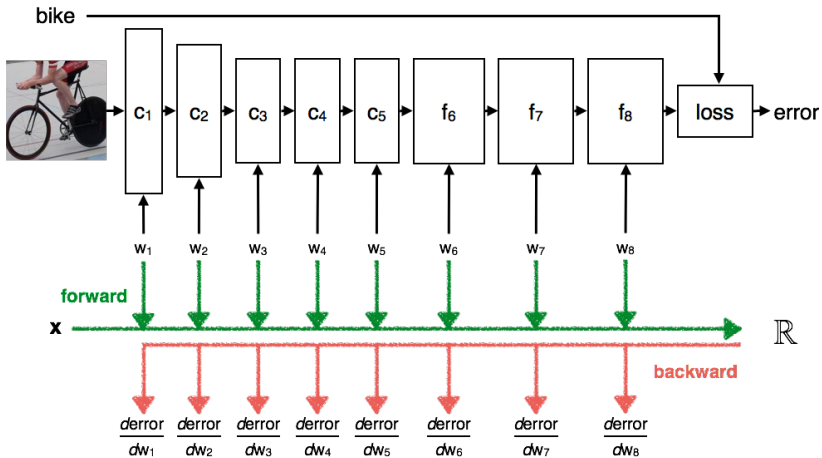 bike
c1 c2 c3 c4 c5 f6 f7 f8 loss error
w1 w2 w3 w4 w5 w6 w7 w8
forward
x ℝ
backward
derror derror derror derror derror derror derror derror
dw1 dw2 dw3 dw4 dw5 dw6 dw7 dw8